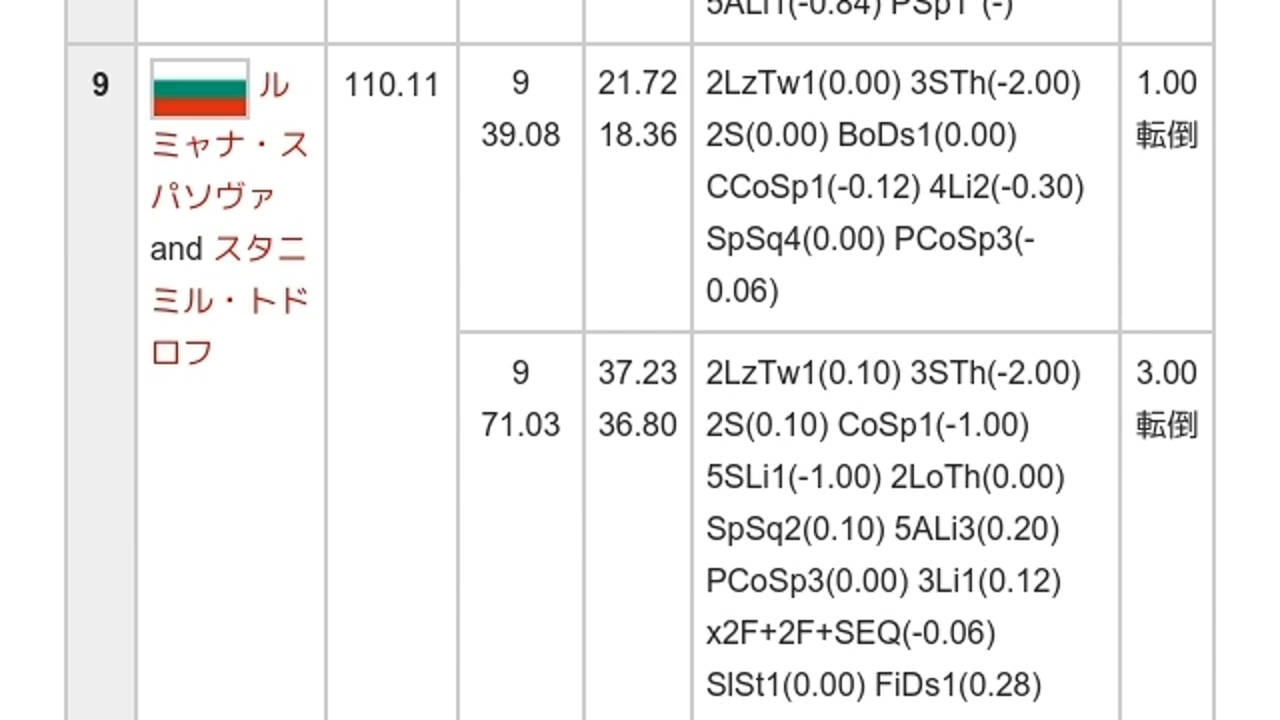 5ALi1(-0.84) PSp1 (-)
9
ル
ミャナ・ス
パソヴァ
and スタニ
ミル・トド
ロフ
110.11
9
39.08
21.72
18.36
2LzTw1(0.00) 3STh(-2.00)
2S(0.00) BoDs1(0.00)
CCoSp1(-0.12) 4Li2(-0.30)
SpSq4(0.00) PCoSp3(-
0.06)
1.00
転倒
9
71.03
37.23
36.80
2LzTw1(0.10) 3STh(-2.00)
2S(0.10) CoSp1(-1.00)
5SLi1(-1.00) 2LoTh(0.00)
SpSq2(0.10) 5ALi3(0.20)
PCoSp3(0.00) 3Li1(0.12)
x2F+2F+SEQ(-0.06)
SlSt1(0.00) FiDs1(0.28)
3.00
転倒